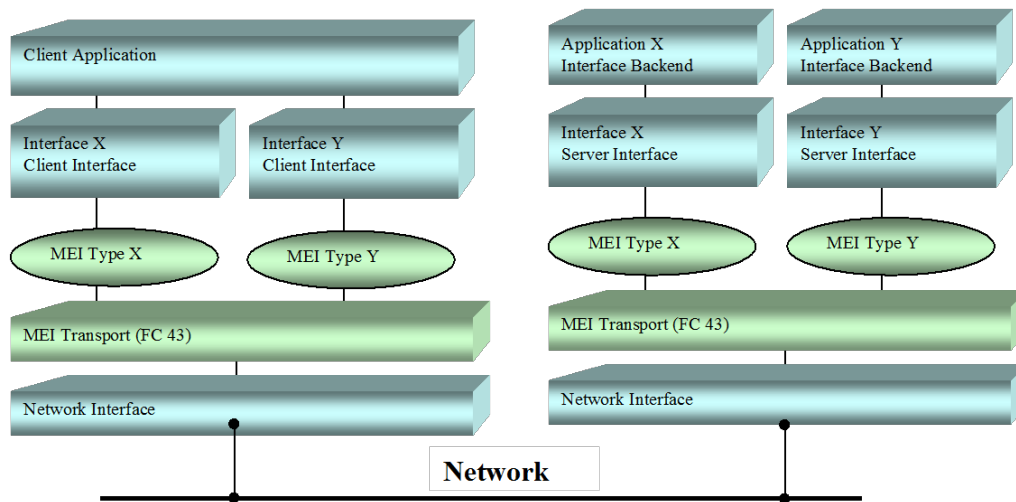 Client Application
Interface X
Client Interface
Interface Y
Client Interface
MEI Type X
MEI Type Y
MEI Transport (FC 43)
Network Interface
Application X
Interface Backend
Application Y
Interface Backend
Interface X
Server Interface
Interface Y
Server Interface
MEI Type X
MEI Type Y
MEI Transport (FC 43)
Network Interface
Network